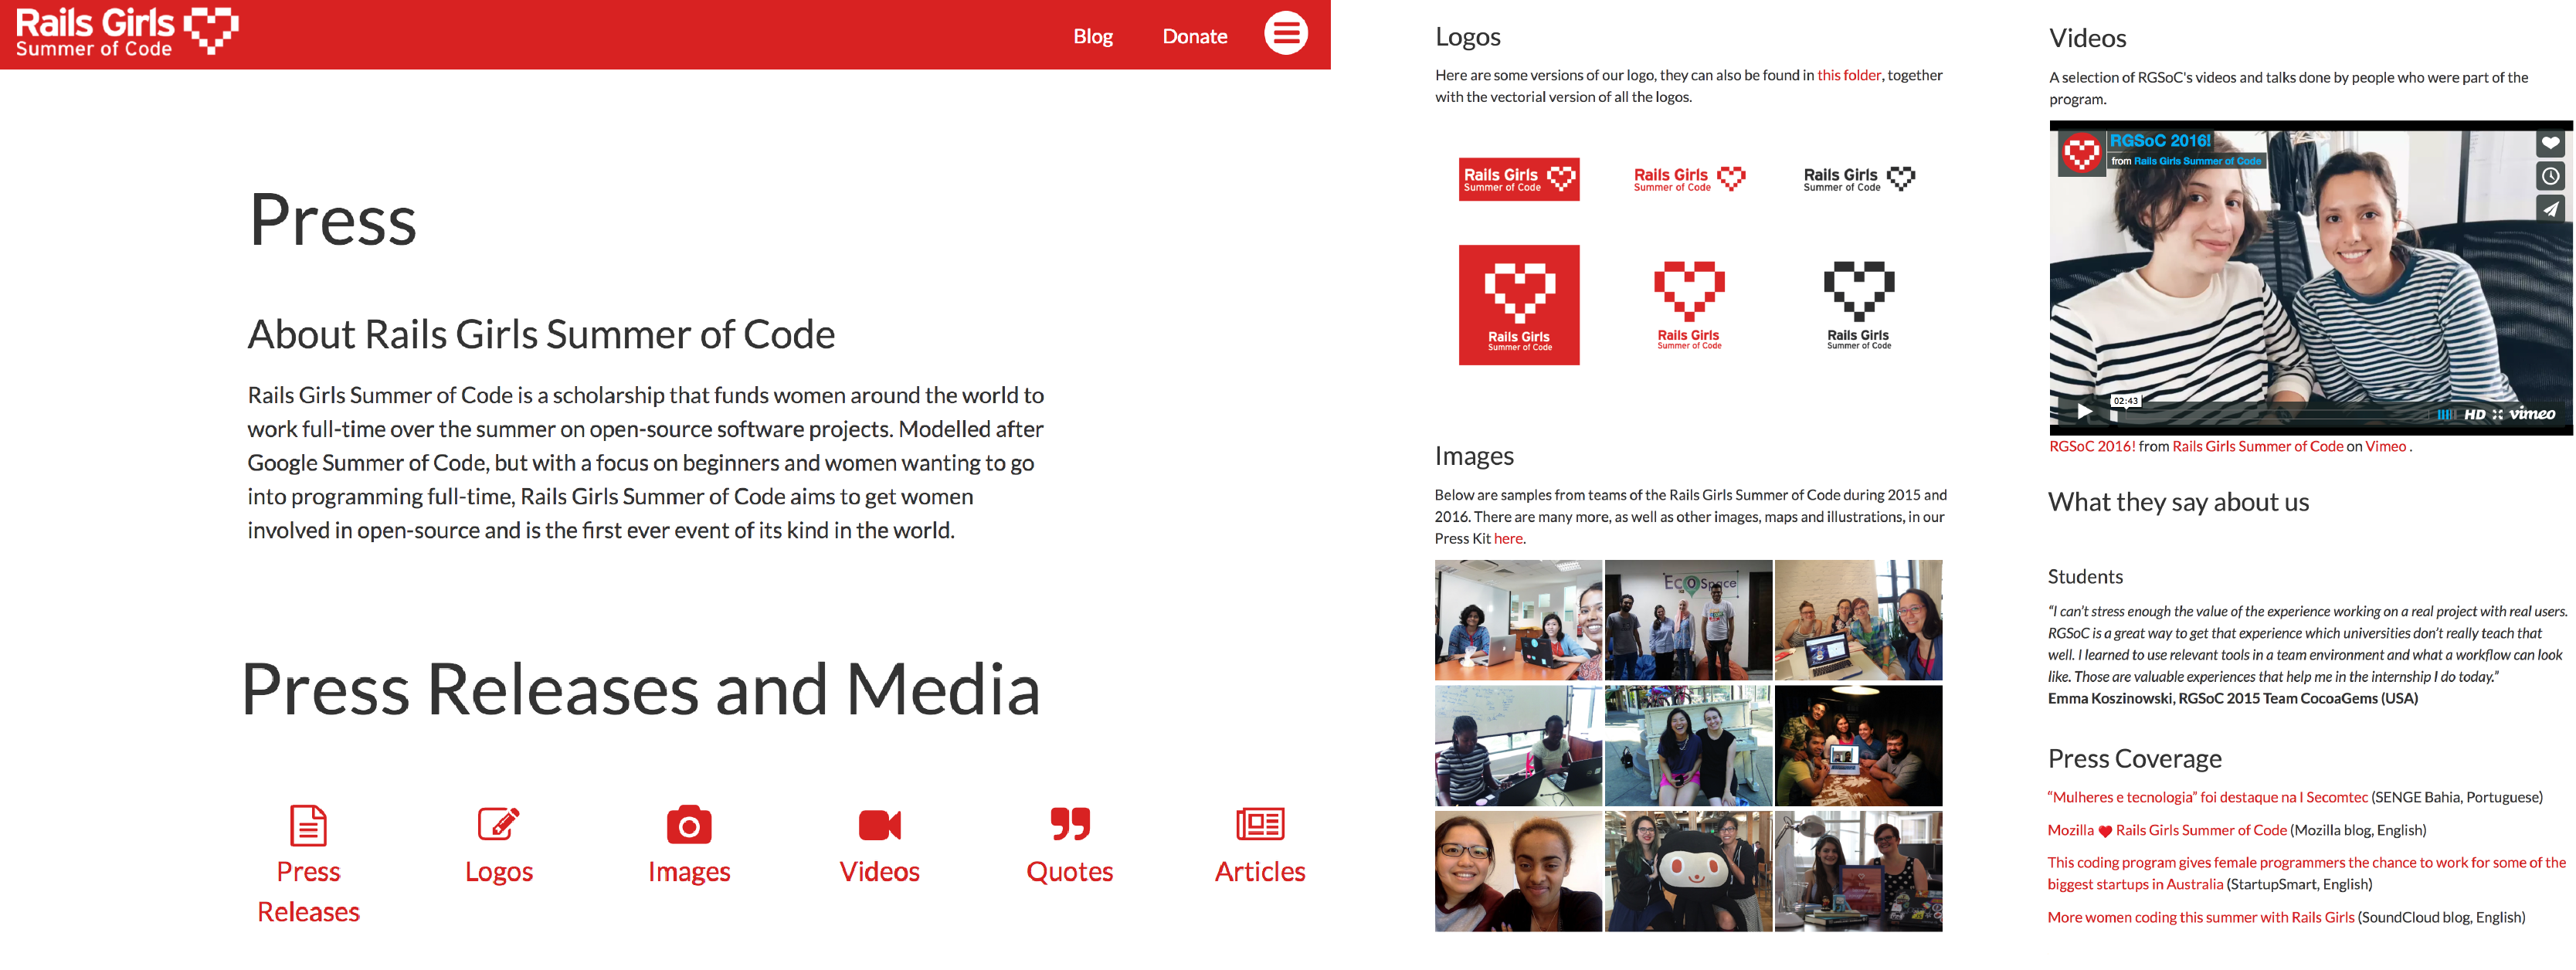 Rails Girls
Summer of Code
Blog
Donate
Press
About Rails Girls Summer of Code
Rails Girls Summer of Code is a scholarship that funds women around the world to
work full-time over the summer on open-source software projects. Modelled after
Google Summer of Code, but with a focus on beginners and women wanting to go
into programming full-time, Rails Girls Summer of Code aims to get women
involved in open-source and is the first ever event of its kind in the world.
Press Releases and Media
Press
Releases
Logos
Images
Videos
Quotes
Articles
Logos
Here are some versions of our logo, they can also be found in this folder, together
with the vectorial version of all the logos.
Rails Girls
Summer of Code
Rails Girls
Summer of Code
Rails Girls
Summer of Code
Rails Girls
Summer of Code
Rails Girls
Summer of Code
Rails Girls
Summer of Code
Images
Below are samples from teams of the Rails Girls Summer of Code during 2015 and
2016. There are many more, as well as other images, maps and illustrations, in our
Press Kit here.
EcoSpace
Videos
A selection of RGSoC's videos and talks done by people who were part of the
program.
RGSoC 2016!
from Rails Girls Summer of Code
02:43
HD vimeo
RGSoC 2016! from Rails Girls Summer of Code on Vimeo .
What they say about us
Students
“I can’t stress enough the value of the experience working on a real project with real users.
RGSoC is a great way to get that experience which universities don’t really teach that
well. I learned to use relevant tools in a team environment and what a workflow can look
like. Those are valuable experiences that help me in the internship I do today.”
Emma Koszinowski, RGSoC 2015 Team CocoaGems (USA)
Press Coverage
“Mulheres e tecnologia” foi destaque na I Secomtec (SENGE Bahia, Portuguese)
Mozilla ♥ Rails Girls Summer of Code (Mozilla blog, English)
This coding program gives female programmers the chance to work for some of the
biggest startups in Australia (StartupSmart, English)
More women coding this summer with Rails Girls (SoundCloud blog, English)